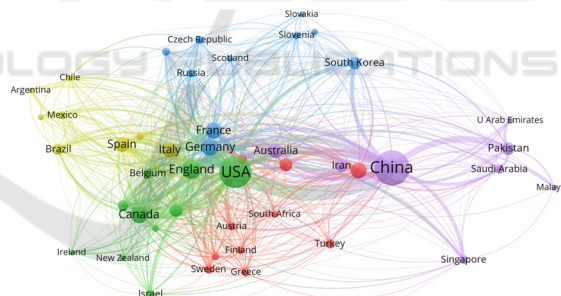 Slovakia
Slovenia
Czech Republic
Scotland
South Korea
Russia
OLOGY
ATIONS
Chile
Argentina
Mexico
U Arab Emirates
France
Brazil
Spain
Italy
Germany
Australia
Pakistan
Belgium
England
USA
Iran
China
Saudi Arabia
Malay
Canada
South Africa
Austria
Turkey
Ireland
New Zealand
Finland
Singapore
Sweden
Greece
Israel